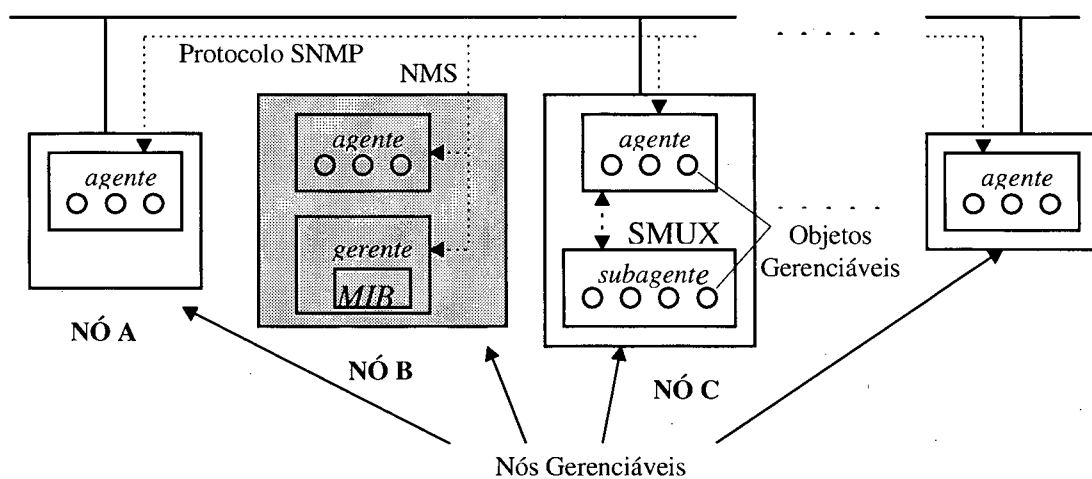 Protocolo SNMP
NMS
agente
agente
agente
agente
gerente
MIB
SMUX
subagente
Objetos
Gerenciáveis
NÓ A
NÓ B
NÓ C
Nós Gerenciáveis